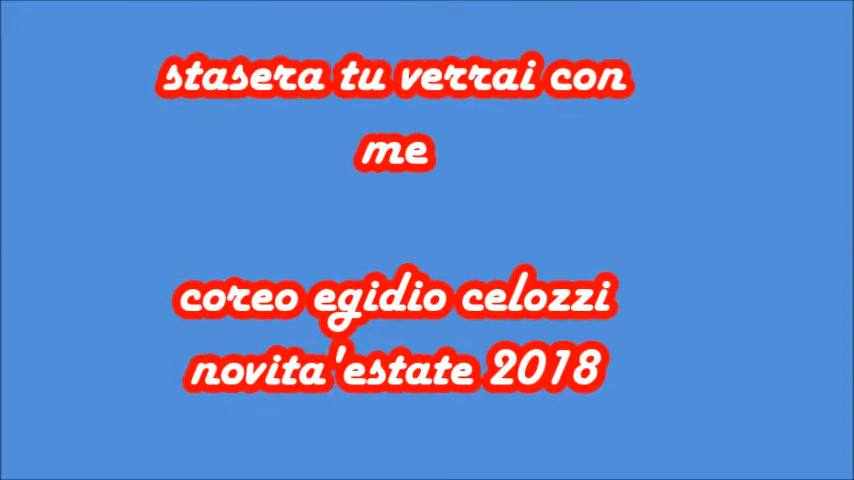 stasera tu verrai con
me
coreo egidio celozzi
novita'estate 2018